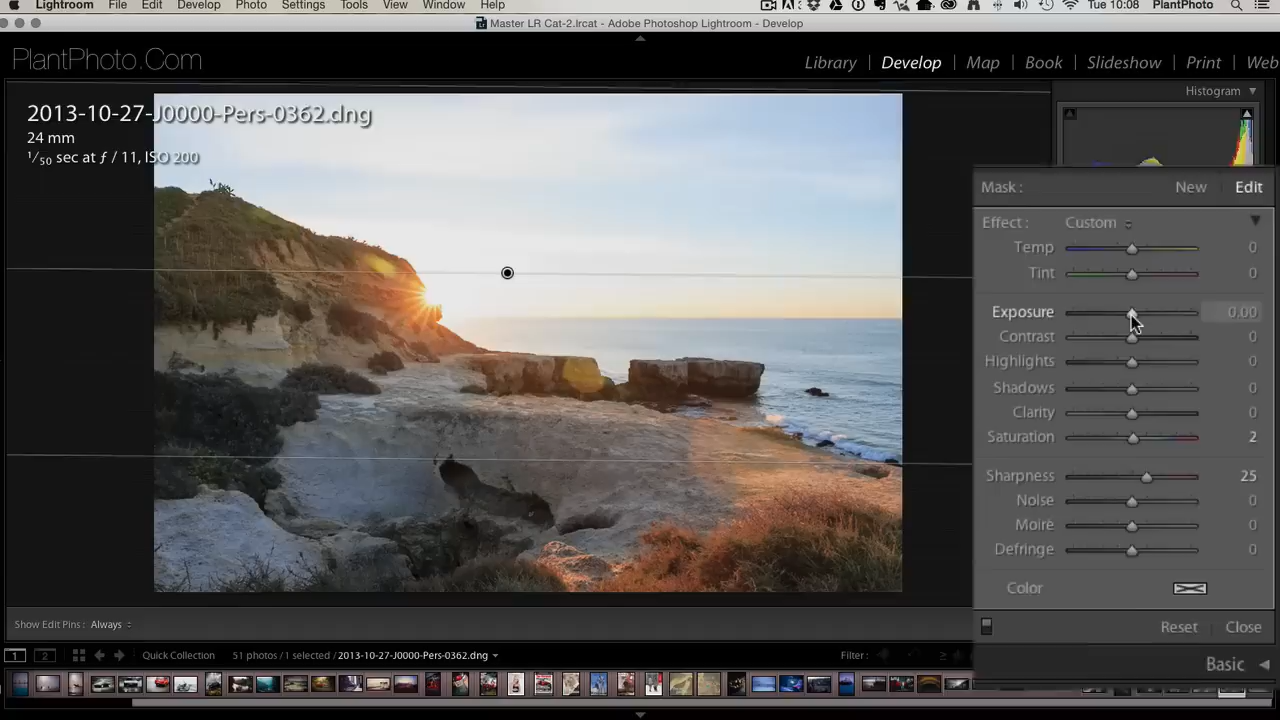 Lightroom File Edit Develop Photo Settings Tools View Window Help Tue 10:08 PlantPhoto
Master LR Cat-2.lrcat - Adobe Photoshop Lightroom - Develop
PlantPhoto.Com Library | Develop | Map | Book | Slideshow | Print | Web
Histogram
2013-10-27-J0000-Pers-0362.dng
24 mm
1/50 sec at ƒ / 11, ISO 200
Mask : New Edit
Effect : Custom
Temp 0
Tint 0
Exposure 0.00
Contrast 0
Highlights 0
Shadows 0
Clarity 0
Saturation 2
Sharpness 25
Noise 0
Moiré 0
Defringe 0
Color
Show Edit Pins : Always
Reset Close
1 2 Quick Collection 51 photos / 1 selected / 2013-10-27-J0000-Pers-0362.dng Filter :
Basic